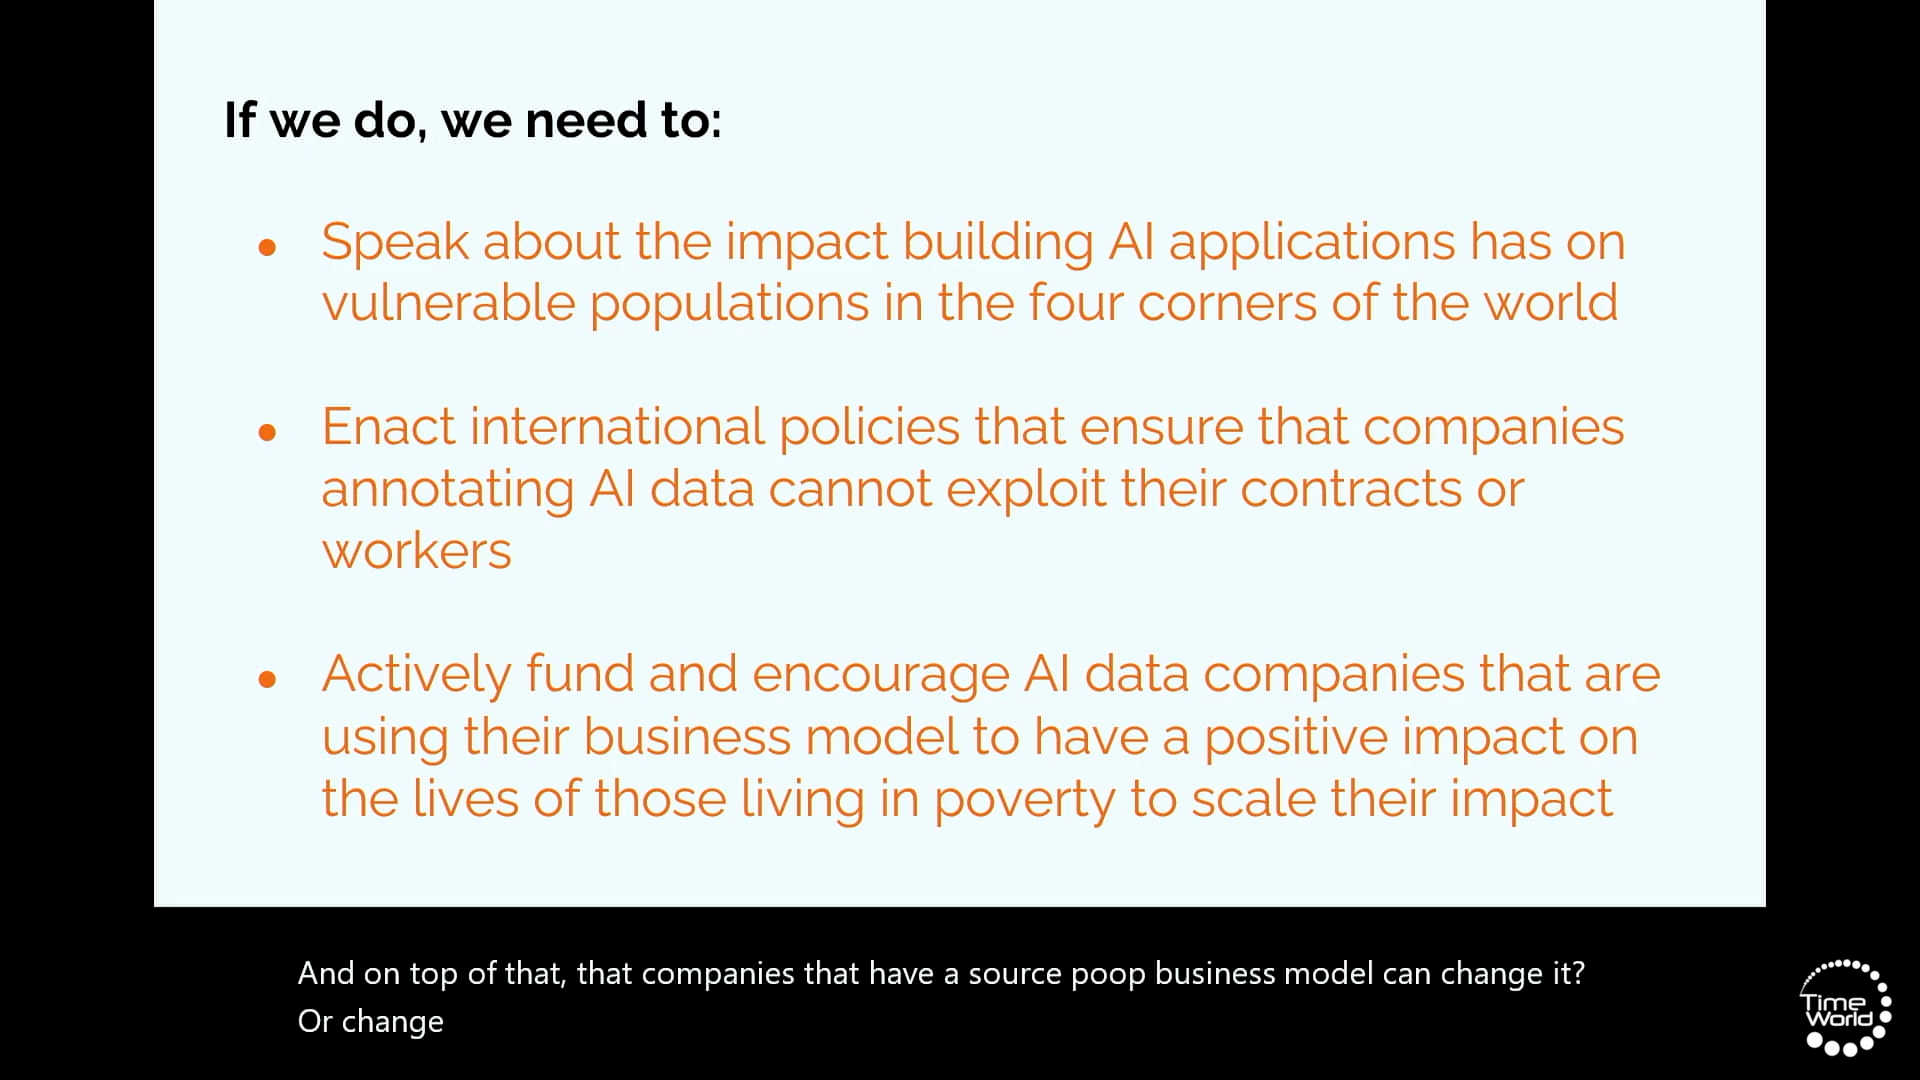 If we do, we need to:
• Speak about the impact building AI applications has on
vulnerable populations in the four corners of the world
• Enact international policies that ensure that companies
annotating AI data cannot exploit their contracts or
workers
• Actively fund and encourage AI data companies that are
using their business model to have a positive impact on
the lives of those living in poverty to scale their impact
And on top of that, that companies that have a source poop business model can change it?
Or change
Time
World